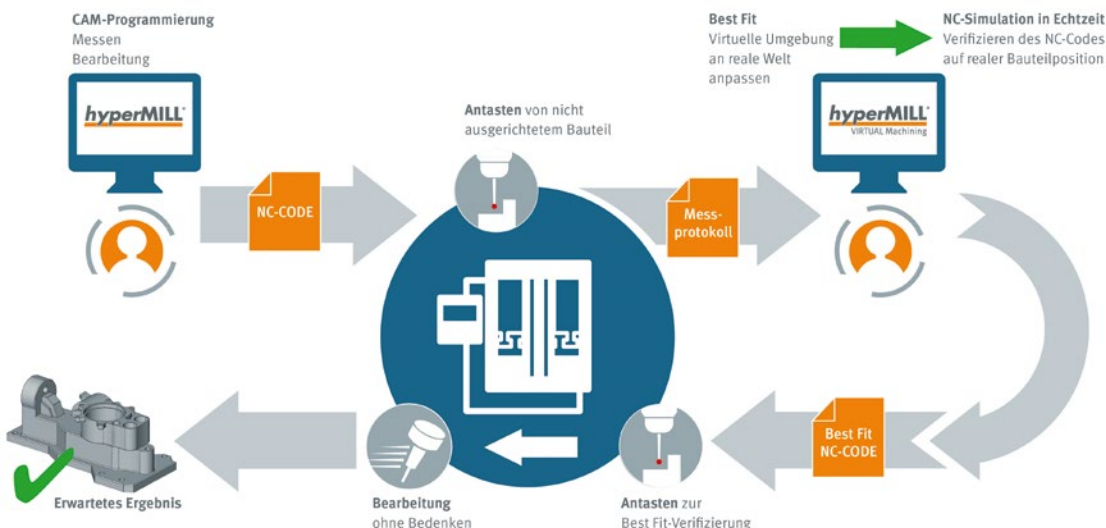 CAM-Programmierung
Messen
Bearbeitung
hyperMILL®
NC-CODE
Antasten von nicht
ausgerichtetem Bauteil
Mess-
protokoll
Best Fit
Virtuelle Umgebung
an reale Welt
anpassen
NC-Simulation in Echtzeit
Verifizieren des NC-Codes
auf realer Bauteilposition
hyperMILL®
VIRTUAL Machining
Best Fit
NC-CODE
Antasten zur
Best Fit-Verifizierung
Bearbeitung
ohne Bedenken
Erwartetes Ergebnis